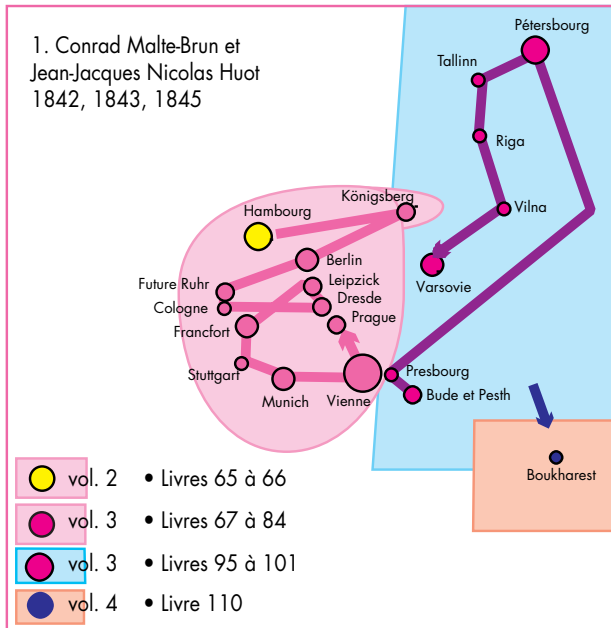 1. Conrad Malte-Brun et
Jean-Jacques Nicolas Huot
1842, 1843, 1845
Pétersbourg
Tallinn
Riga
Königsberg
Hambourg
Vilna
Berlin
Leipzick
Varsovie
Future Ruhr
Dresde
Cologne
Prague
Francfort
Stuttgart
Presbourg
Munich
Vienne
Bude et Pesth
Boukharest
vol. 2 • Livres 65 à 66
vol. 3 • Livres 67 à 84
vol. 3 • Livres 95 à 101
vol. 4 • Livre 110